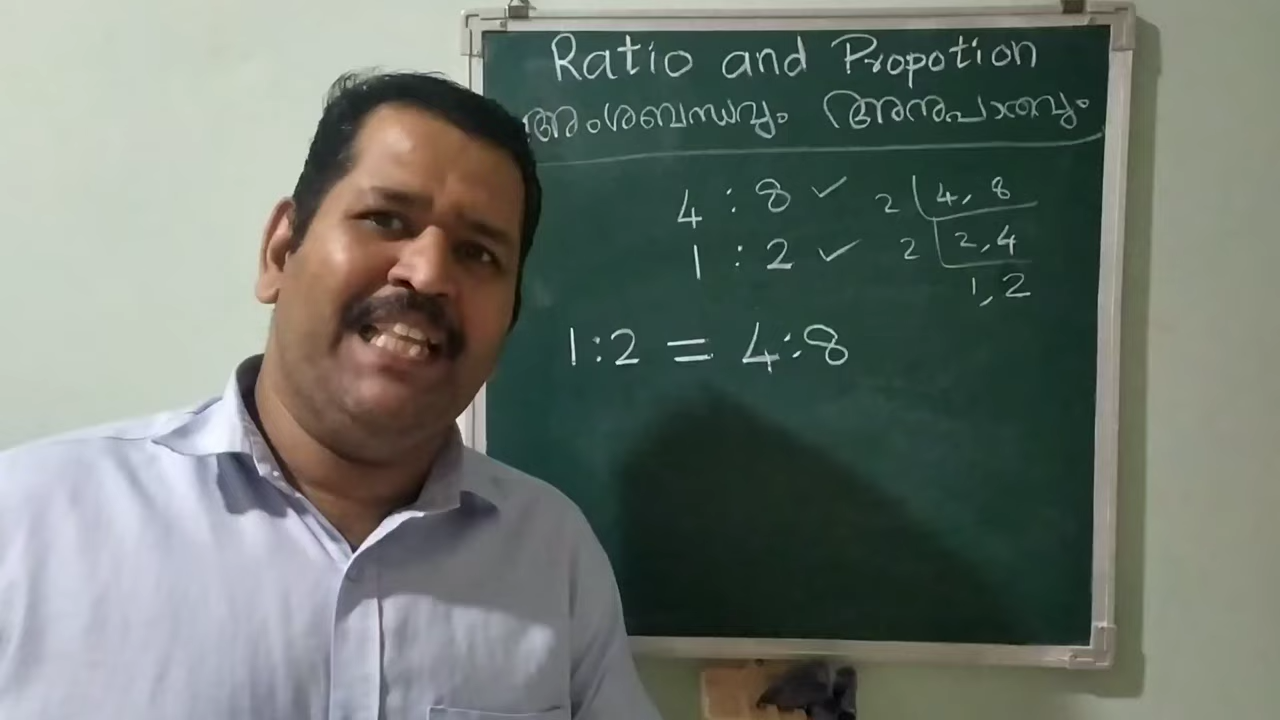 Ratio and Propotion
അംശബന്ധവും അനുപാതവും
4 : 8 ✓
1 : 2 ✓
2 | 4, 8
2 | 2, 4
1, 2
1:2 = 4:8